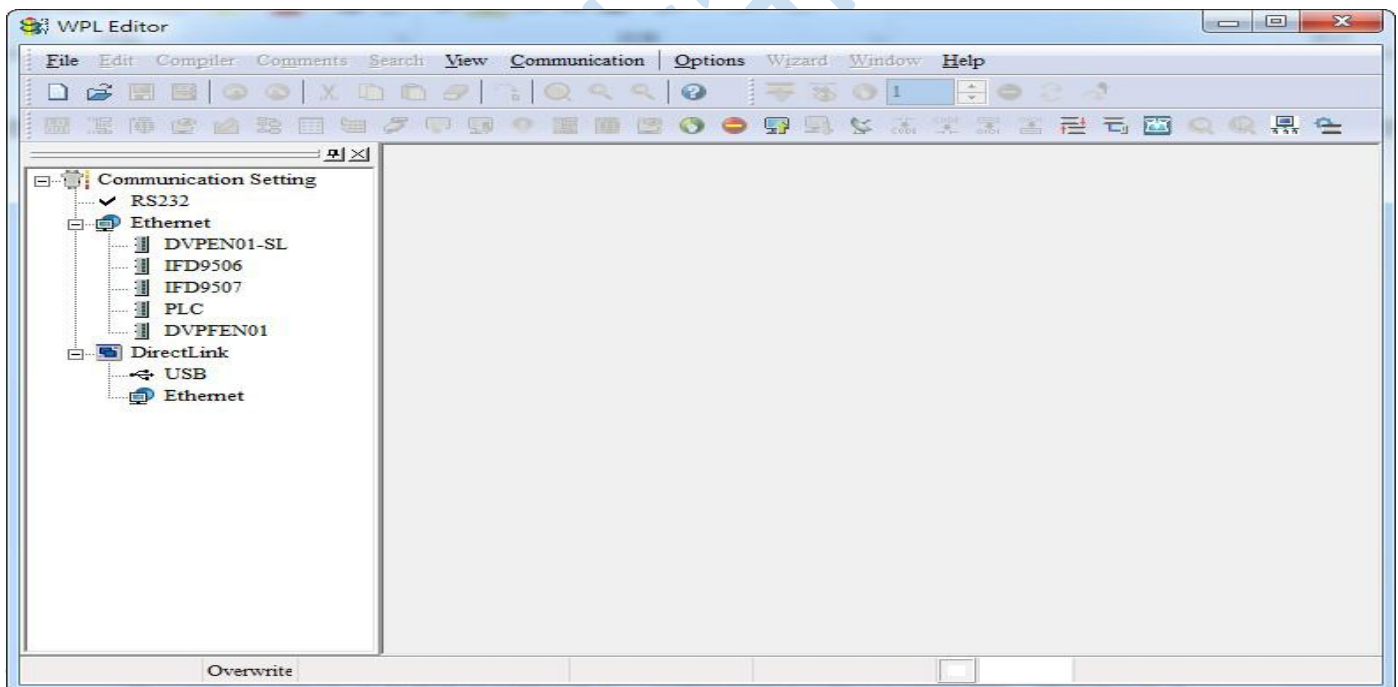 WPL Editor
File Edit Compiler Comments Search View Communication Options Wizard Window Help
1
Communication Setting
RS232
Ethernet
DVPEN01-SL
IFD9506
IFD9507
PLC
DVPFEN01
DirectLink
USB
Ethernet
Overwrite